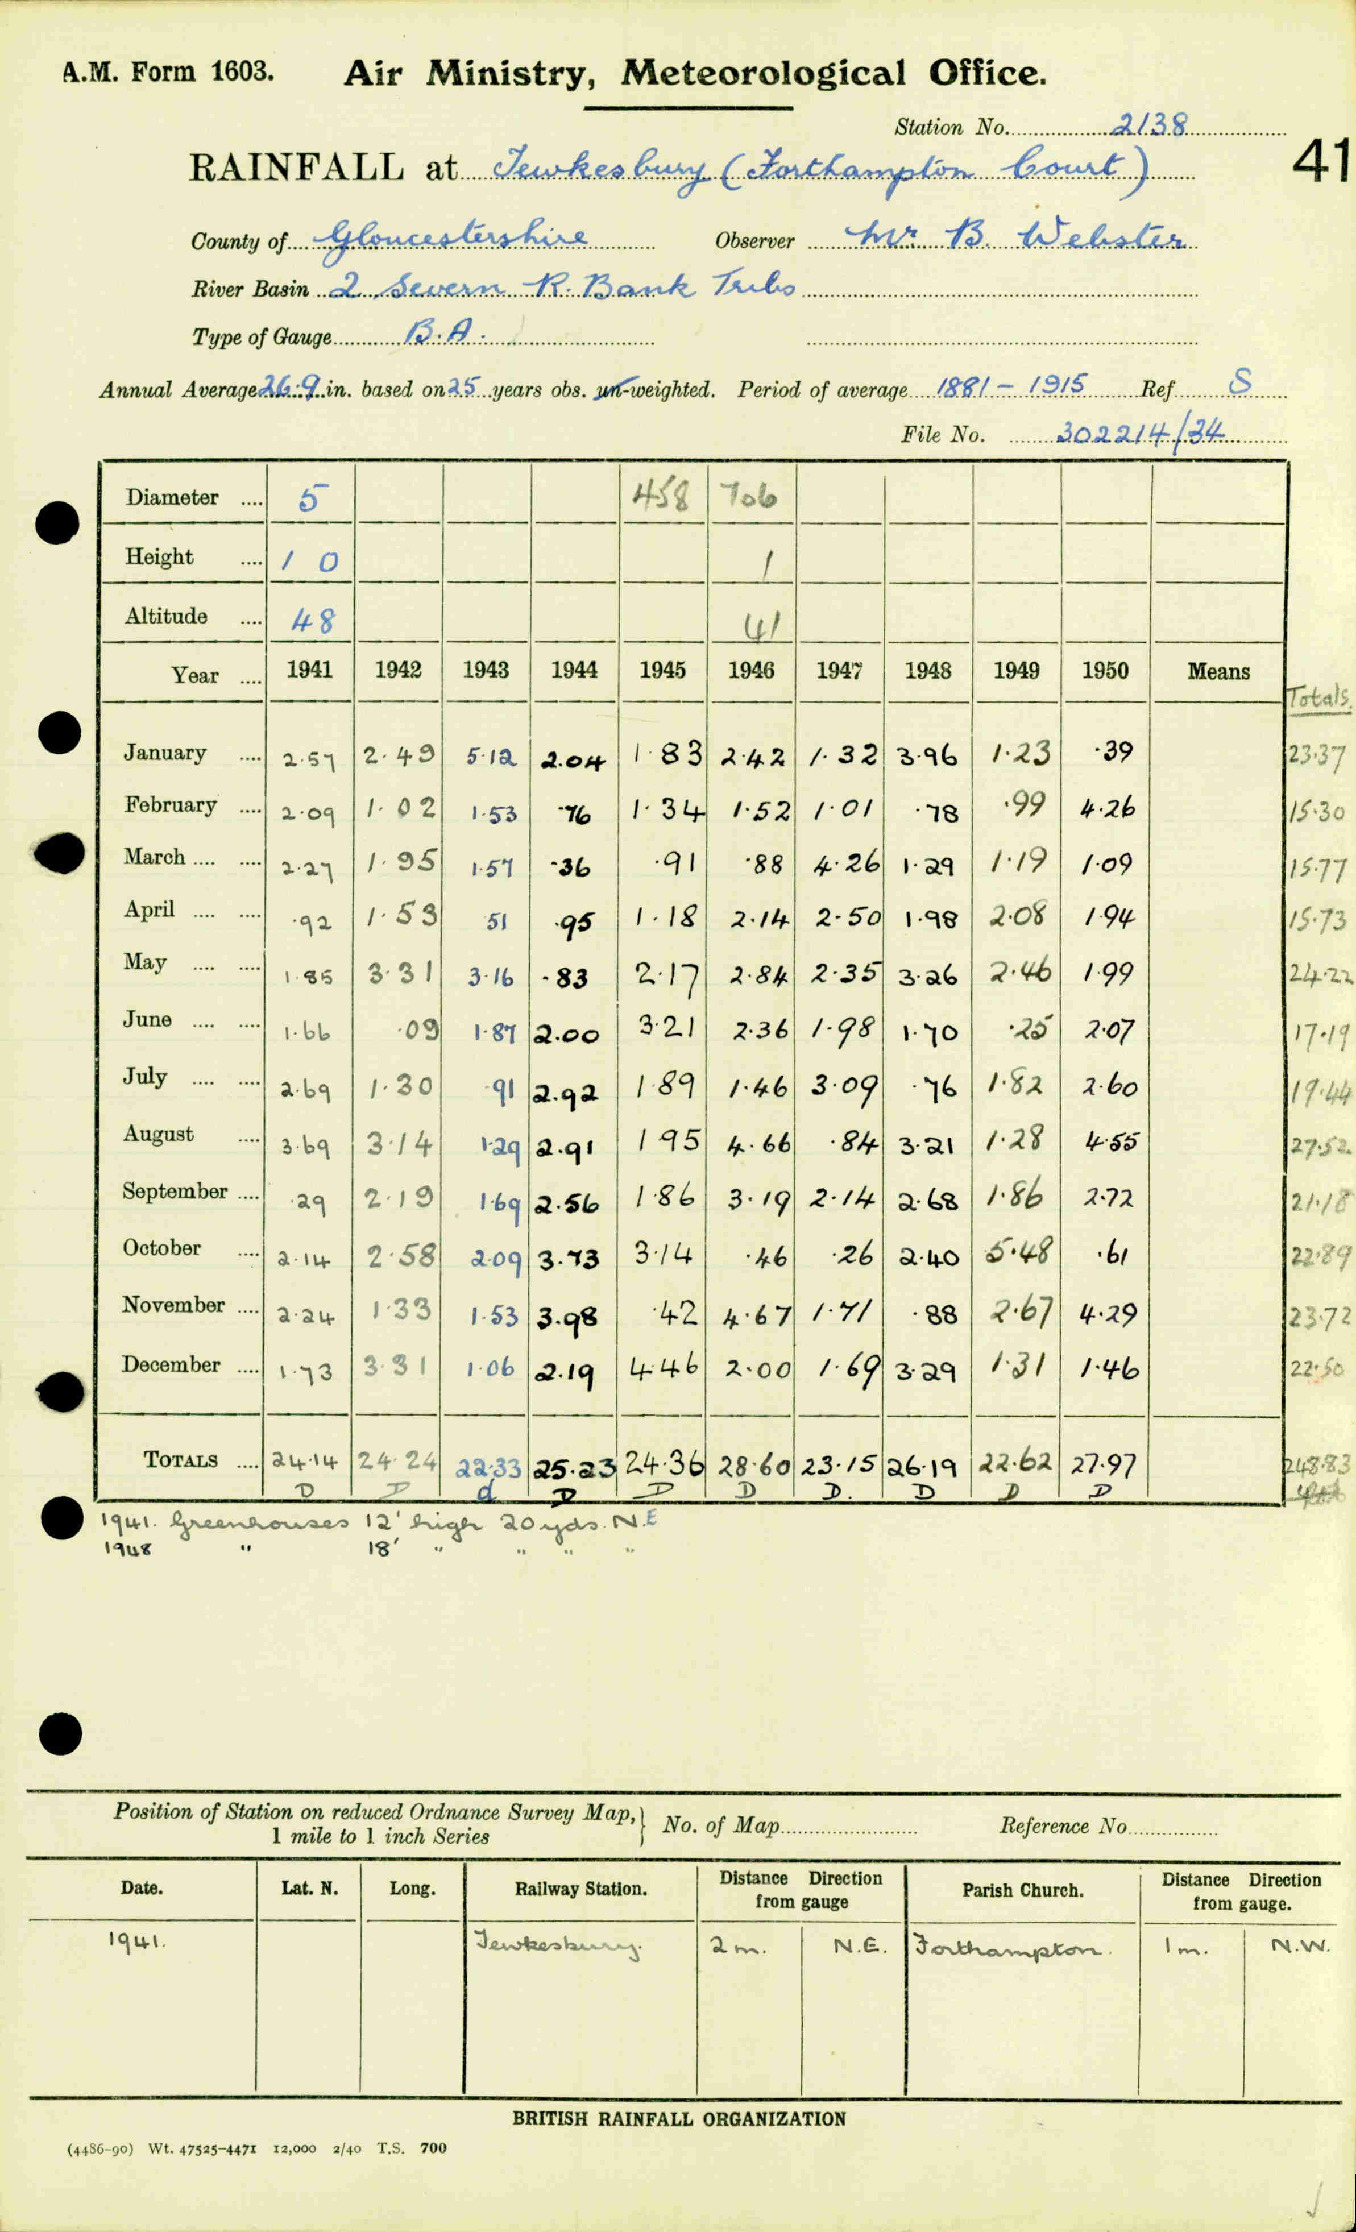 A.M. Form 1603. Air Ministry, Meteorological Office.
Station No. 2138
41
RAINFALL at Tewkesbury (Forthampton Court)
County of Gloucestershire Observer Mr B. Webster
River Basin 2 Severn R. Bank Tribs
Type of Gauge B.A.
Annual Average 26.9 in. based on 25 years obs. un-weighted. Period of average 1881 - 1915 Ref S
File No. 302214/34
Diameter .... 5 458 706
Height .... 1 0 1
Altitude .... 48 41
Year .... 1941 1942 1943 1944 1945 1946 1947 1948 1949 1950 Means Totals.
January .... 2.57 2.49 5.12 2.04 1.83 2.42 1.32 3.96 1.23 .39 23.37
February .... 2.09 1.02 1.53 .76 1.34 1.52 1.01 .78 .99 4.26 15.30
March .... .... 2.27 1.95 1.57 .36 .91 .88 4.26 1.29 1.19 1.09 15.77
April .... .... .92 1.53 51 .95 1.18 2.14 2.50 1.98 2.08 1.94 15.73
May .... .... 1.85 3.31 3.16 .83 2.17 2.84 2.35 3.26 2.46 1.99 24.22
June .... .... 1.66 .09 1.87 2.00 3.21 2.36 1.98 1.70 .25 2.07 17.19
July .... .... 2.69 1.30 .91 2.92 1.89 1.46 3.09 .76 1.82 2.60 19.44
August .... 3.69 3.14 1.29 2.91 1.95 4.66 .84 3.21 1.28 4.55 27.52
September .... .29 2.19 1.69 2.56 1.86 3.19 2.14 2.68 1.86 2.72 21.18
October .... 2.14 2.58 2.09 3.73 3.14 .46 .26 2.40 5.48 .61 22.89
November .... 2.24 1.33 1.53 3.98 .42 4.67 1.71 .88 2.67 4.29 23.72
December .... 1.73 3.31 1.06 2.19 4.46 2.00 1.69 3.29 1.31 1.46 22.50
TOTALS .... 24.14 24.24 22.33 25.23 24.36 28.60 23.15 26.19 22.62 27.97 248.83
D D d D D D D. D D D
1941. Greenhouses 12' high 20 yds. N.E
1948 " 18' " " " "
Position of Station on reduced Ordnance Survey Map, } No. of Map Reference No.
1 mile to 1 inch Series
Date. Lat. N. Long. Railway Station. Distance Direction from gauge Parish Church. Distance Direction from gauge.
1941. Tewkesbury. 2 m. N.E. Forthampton. 1 m. N.W.
BRITISH RAINFALL ORGANIZATION
(4486-90) Wt. 47525-4471 12,000 2/40 T.S. 700